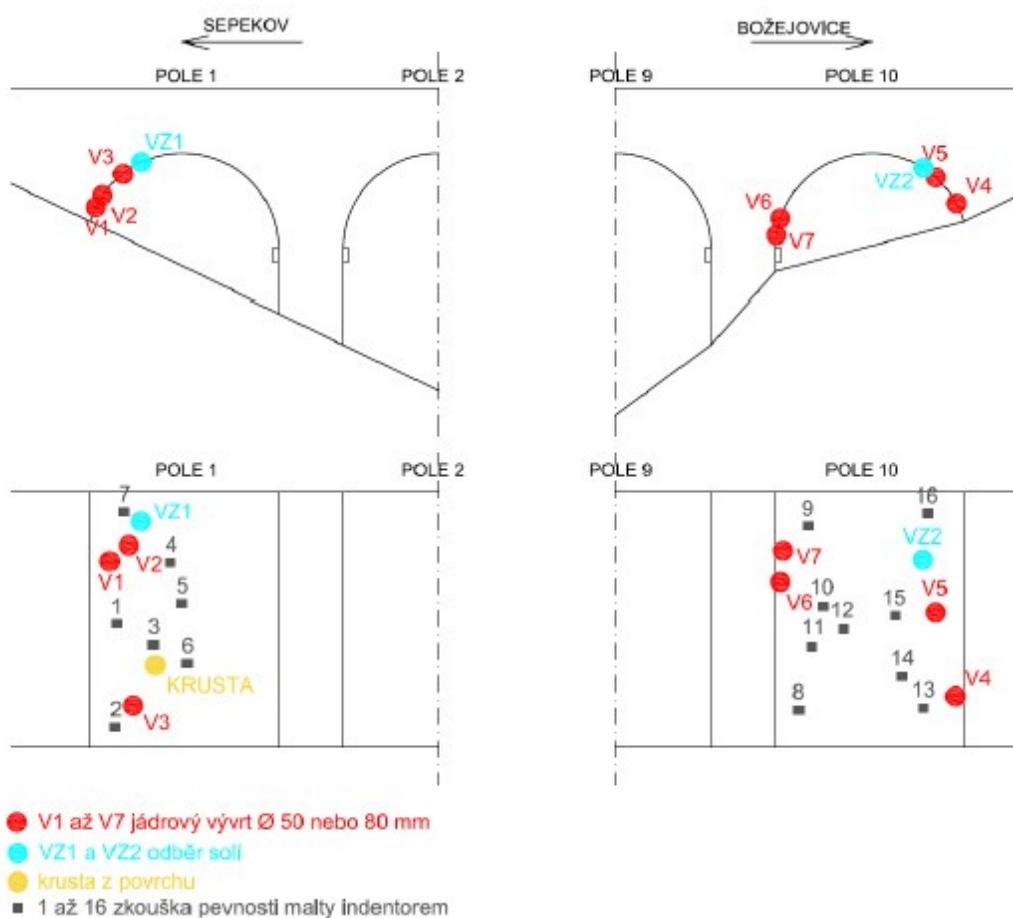 SEPEKOV
BOŽEJOVICE
POLE 1
POLE 2
POLE 9
POLE 10
VZ1
V3
V2
V1
V5
VZ2
V4
V6
V7
POLE 1
POLE 2
POLE 9
POLE 10
7
VZ1
V2
4
V1
5
1
3
6
KRUSTA
V3
2
16
9
VZ2
V7
V6
10
V5
15
12
11
14
V4
13
8
V1 až V7 jádrový vývrt Ø 50 nebo 80 mm
VZ1 a VZ2 odběr solí
krusta z povrchu
1 až 16 zkouška pevnosti malty indentorem